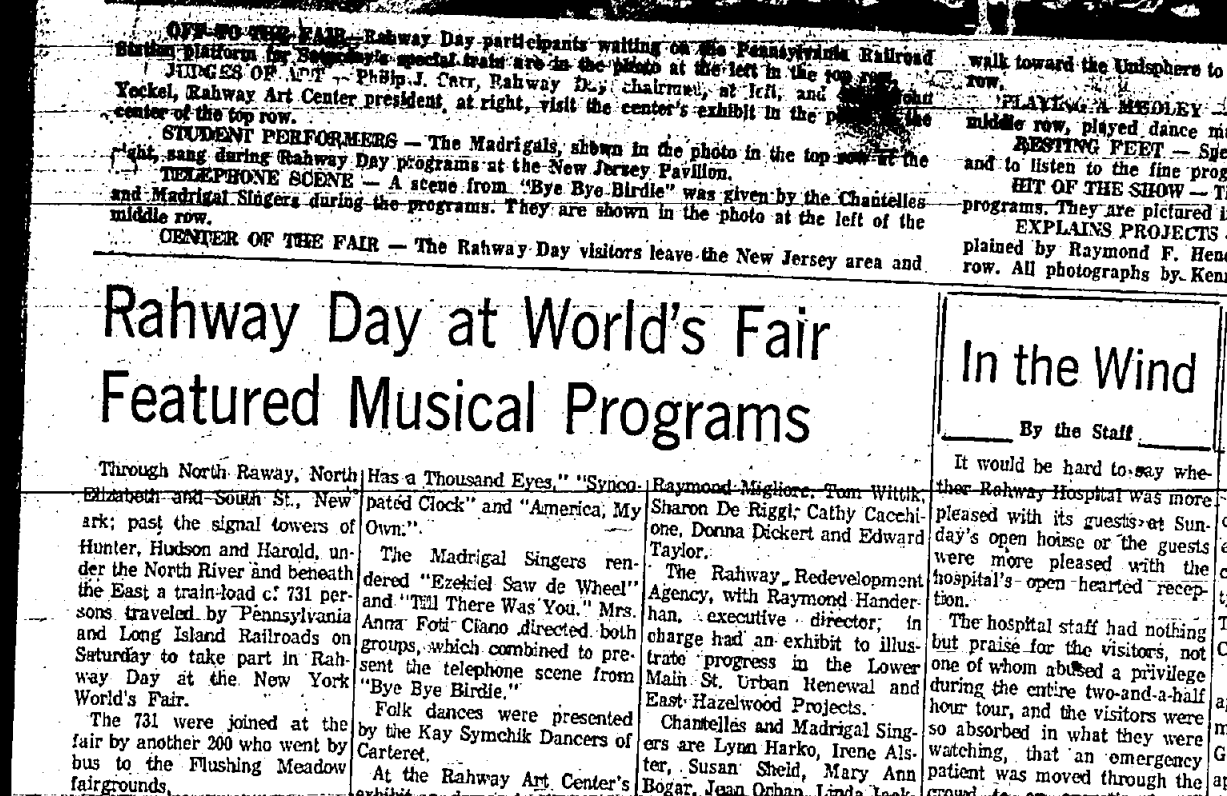 OFF TO THE FAIR—Rahway Day participants waiting on the Pennsylvania Railroad
Station platform for Saturday's special train are in the photo at the left in the top row.
JUDGES OF ART — Philip J. Carr, Rahway Day chairman, at left, and
Yeckel, Rahway Art Center president, at right, visit the center's exhibit in the
center of the top row.
STUDENT PERFORMERS — The Madrigals, shown in the photo in the top row at the
right, sang during Rahway Day programs at the New Jersey Pavilion.
TELEPHONE SCENE — A scene from "Bye Bye Birdie" was given by the Chantelles
and Madrigal Singers during the programs. They are shown in the photo at the left of the
middle row.
CENTER OF THE FAIR — The Rahway Day visitors leave the New Jersey area and
walk toward the Unisphere to
row.
PLAYING A MEDLEY —
middle row, played dance
RESTING FEET — Spe
and to listen to the fine prog
HIT OF THE SHOW — T
programs. They are pictured i
EXPLAINS PROJECTS
plained by Raymond F. Hen
row. All photographs by Ken
Rahway Day at World's Fair
Featured Musical Programs
Through North Raway, North
Elizabeth and South St., New
ark; past the signal towers of
Hunter, Hudson and Harold, un-
der the North River and beneath
the East a train-load of 731 per-
sons traveled by Pennsylvania
and Long Island Railroads on
Saturday to take part in Rah-
way Day at the New York
World's Fair.
The 731 were joined at the
fair by another 200 who went by
bus to the Flushing Meadow
fairgrounds.
Has a Thousand Eyes," "Synco-
pated Clock" and "America, My
Own."
The Madrigal Singers ren-
dered "Ezekiel Saw de Wheel"
and "Till There Was You." Mrs.
Anna Foti Ciano directed both
groups, which combined to pre-
sent the telephone scene from
"Bye Bye Birdie."
Folk dances were presented
by the Kay Symchik Dancers of
Carteret.
At the Rahway Art Center's
Raymond Migliore, Tom Wittik,
Sharon De Riggi, Cathy Cacchi-
one, Donna Dickert and Edward
Taylor.
The Rahway Redevelopment
Agency, with Raymond Hander-
han, executive director, in
charge had an exhibit to illus-
trate progress in the Lower
Main St. Urban Renewal and
East Hazelwood Projects.
Chantelles and Madrigal Sing-
ers are Lynn Harko, Irene Als-
ter, Susan Sheld, Mary Ann
Bogar, Jean Orban, Linda
In the Wind
By the Staff
It would be hard to say whe-
ther Rahway Hospital was more
pleased with its guests at Sun-
day's open house or the guests
were more pleased with the
hospital's open hearted recep-
tion.
The hospital staff had nothing
but praise for the visitors, not
one of whom abused a privilege
during the entire two-and-a-half
hour tour, and the visitors were
so absorbed in what they were
watching, that an emergency
patient was moved through the